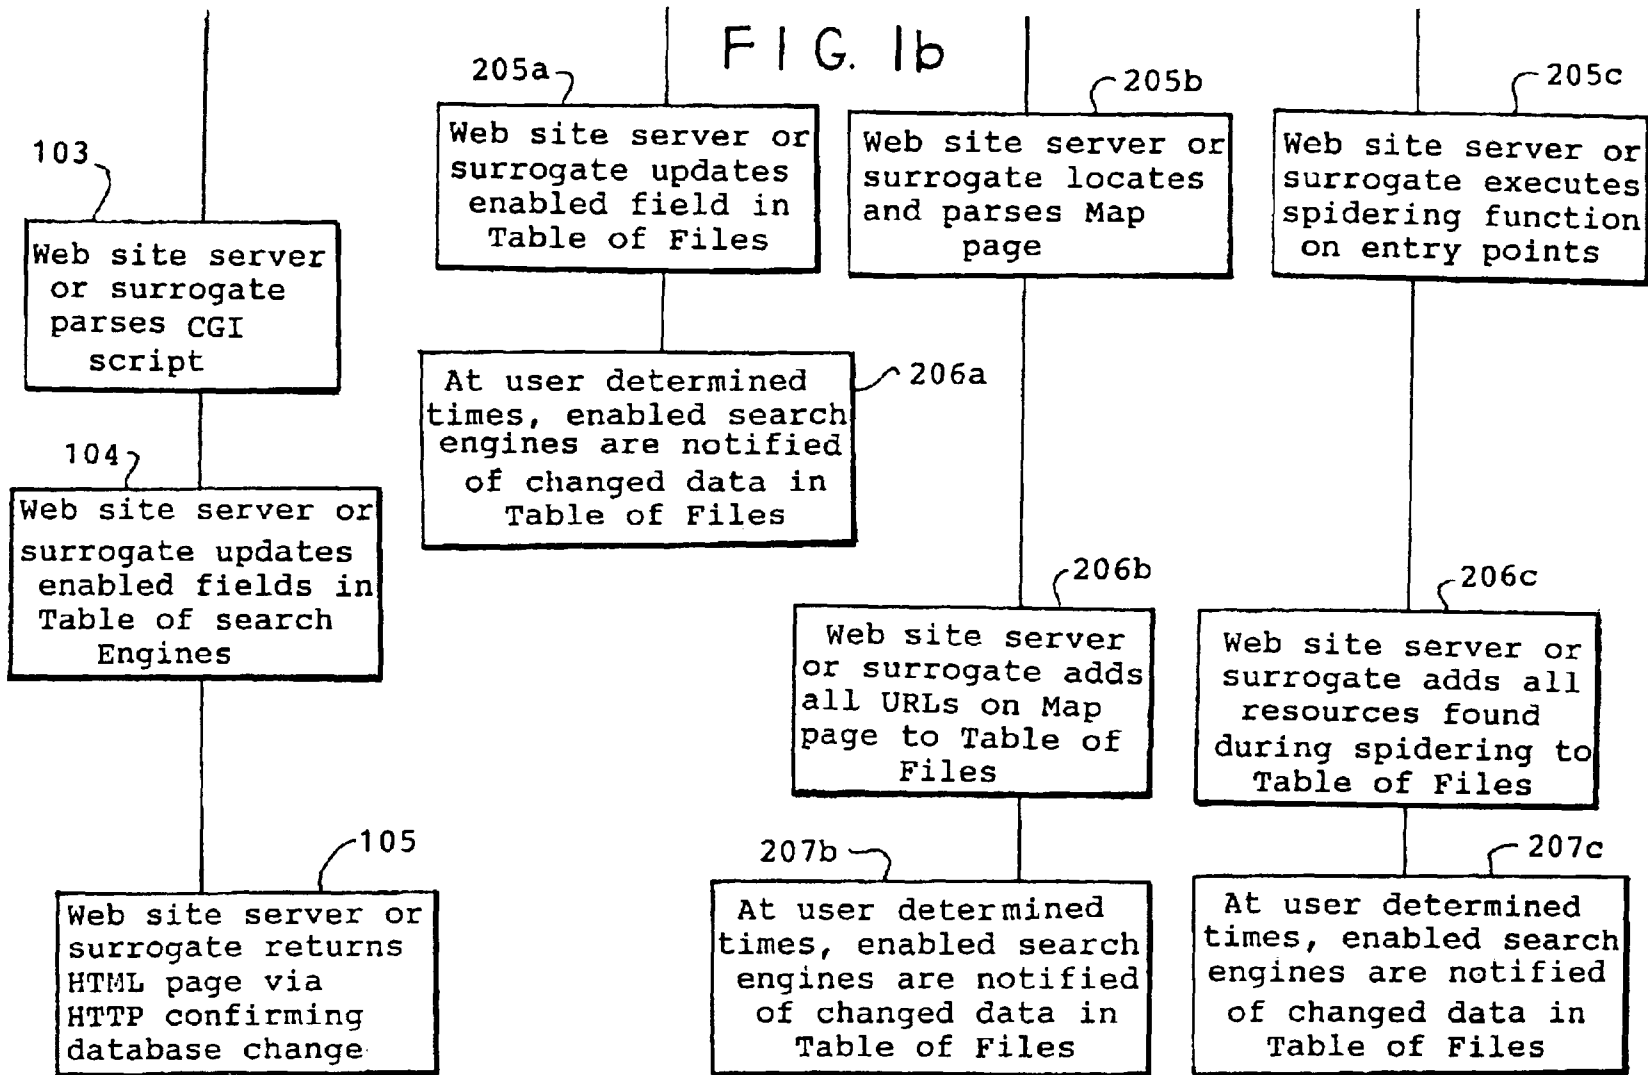 FIG. 1b
103
Web site server
or surrogate
parses CGI
script
104
Web site server or
surrogate updates
enabled fields in
Table of search
Engines
105
Web site server or
surrogate returns
HTML page via
HTTP confirming
database change
205a
Web site server or
surrogate updates
enabled field in
Table of Files
206a
At user determined
times, enabled search
engines are notified
of changed data in
Table of Files
205b
Web site server or
surrogate locates
and parses Map
page
206b
Web site server
or surrogate adds
all URLs on Map
page to Table of
Files
207b
At user determined
times, enabled search
engines are notified
of changed data in
Table of Files
205c
Web site server or
surrogate executes
spidering function
on entry points
206c
Web site server or
surrogate adds all
resources found
during spidering to
Table of Files
207c
At user determined
times, enabled search
engines are notified
of changed data in
Table of Files